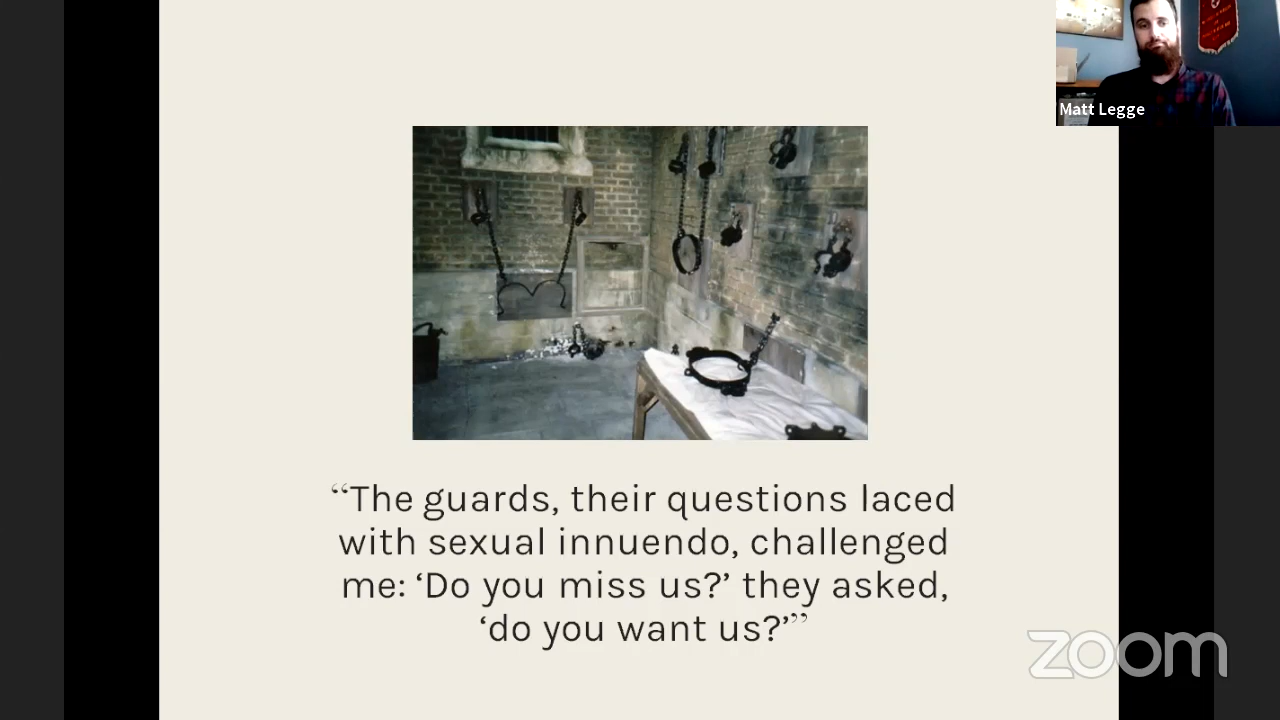 Matt Legge
“The guards, their questions laced
with sexual innuendo, challenged
me: ‘Do you miss us?’ they asked,
‘do you want us?’”
zoom